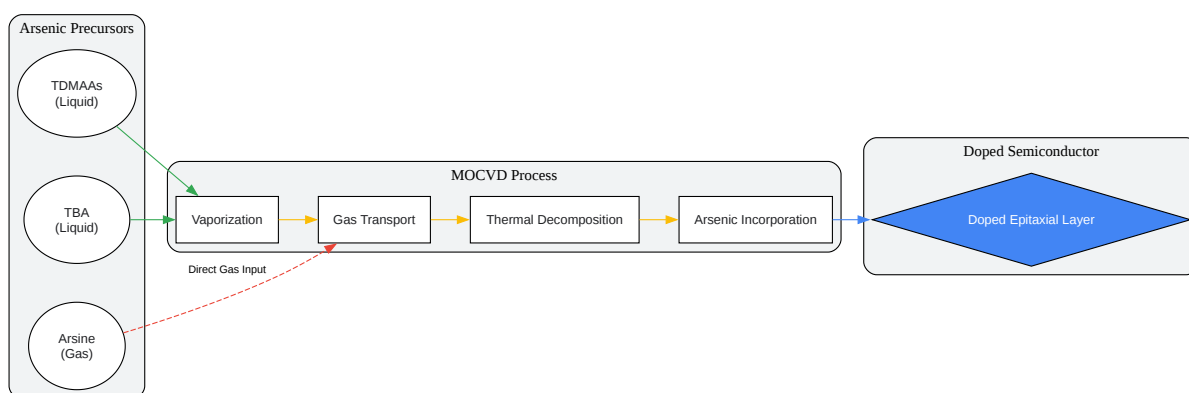 Arsenic Precursors
TDMAAs
(Liquid)
TBA
(Liquid)
Arsine
(Gas)
MOCVD Process
Vaporization
Gas Transport
Thermal Decomposition
Arsenic Incorporation
Direct Gas Input
Doped Semiconductor
Doped Epitaxial Layer